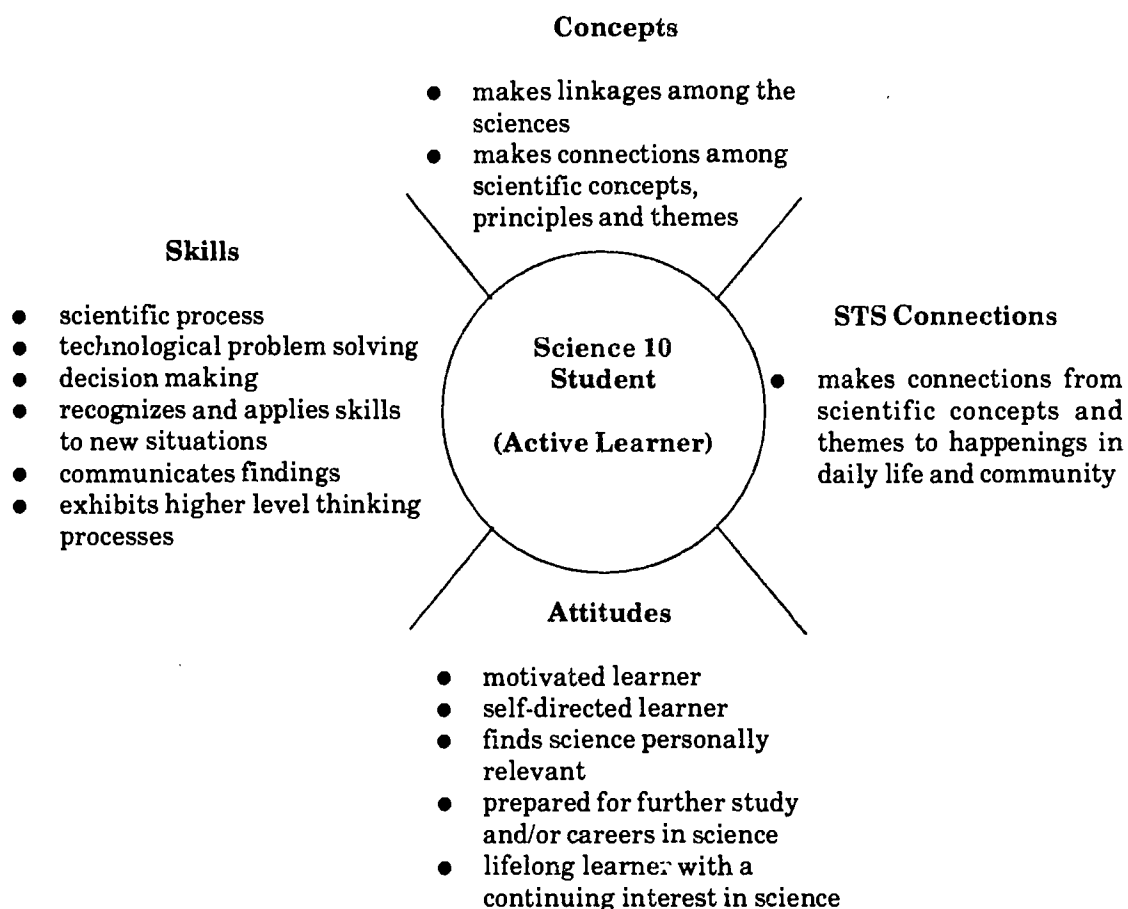 Concepts
● makes linkages among the
sciences
● makes connections among
scientific concepts,
principles and themes
Skills
● scientific process
● technological problem solving
● decision making
● recognizes and applies skills
to new situations
● communicates findings
● exhibits higher level thinking
processes
Science 10
Student
(Active Learner)
STS Connections
● makes connections from
scientific concepts and
themes to happenings in
daily life and community
Attitudes
● motivated learner
● self-directed learner
● finds science personally
relevant
● prepared for further study
and/or careers in science
● lifelong learner with a
continuing interest in science